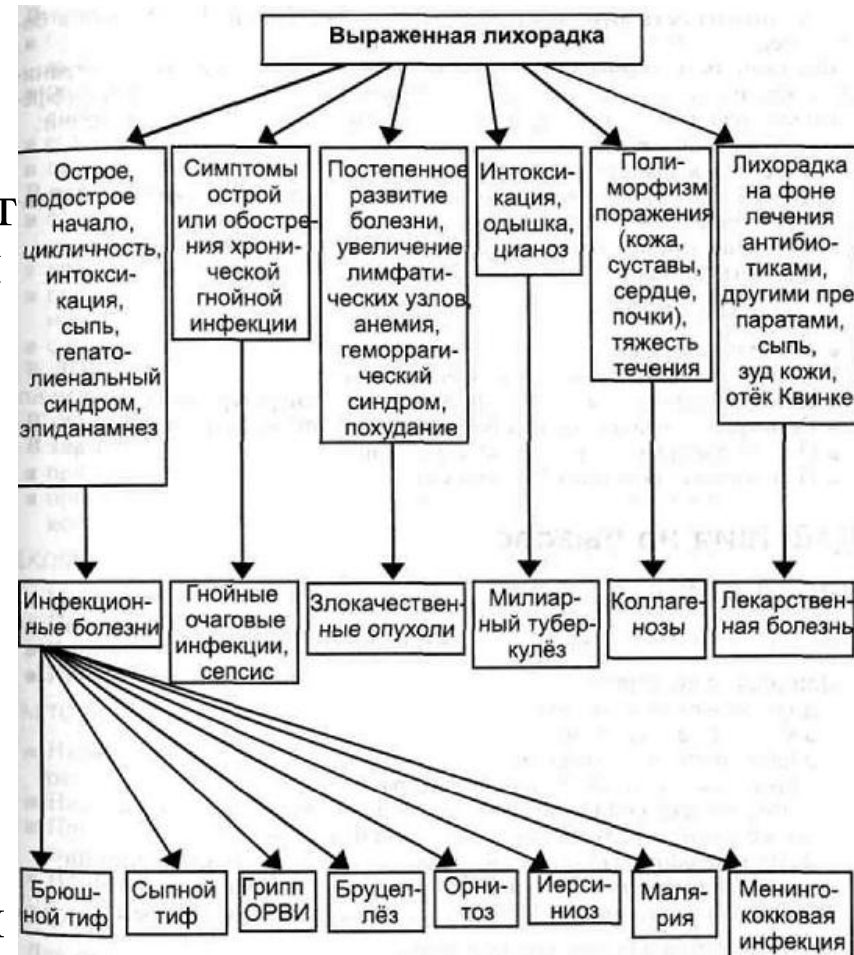 Выраженная лихорадка
Острое,
подострое
начало,
цикличность,
интокси-
кация,
сыпь,
гепато-
лиенальный
синдром,
эпиданамнез
Симптомы
острой
или обостре-
ния хрони-
ческой
гнойной
инфекции
Постепенное
развитие
болезни,
увеличение
лимфати-
ческих узлов,
анемия,
геморраги-
ческий
синдром,
похудание
Интокси-
кация,
одышка,
цианоз
Поли-
морфизм
поражения
(кожа,
суставы,
сердце,
почки),
тяжесть
течения
Лихорадка
на фоне
лечения
антибио-
тиками,
другими пре
паратами,
сыпь,
зуд кожи,
отёк Квинке
Инфекцион-
ные болезни
Гнойные
очаговые
инфекции,
сепсис
Злокачествен-
ные опухоли
Милиар-
ный тубер-
кулёз
Коллаге-
нозы
Лекарствен-
ная болезнь
Брюш-
ной тиф
Сыпной
тиф
Грипп
ОРВИ
Бруцел-
лёз
Орни-
тоз
Иерси-
ниоз
Маля-
рия
Менинго-
кокковая
инфекция